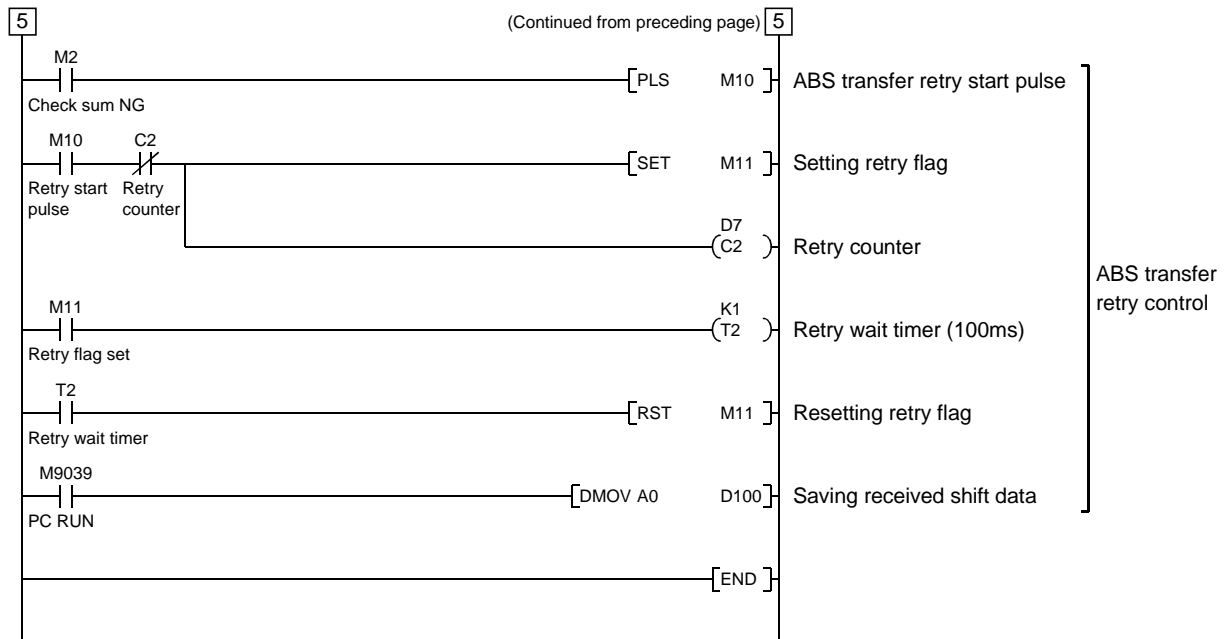 5 (Continued from preceding page) 5
M2
PLS M10 ABS transfer retry start pulse
Check sum NG
M10 C2
SET M11 Setting retry flag
Retry start pulse Retry counter
D7
C2 Retry counter
ABS transfer retry control
M11
K1
T2 Retry wait timer (100ms)
Retry flag set
T2
RST M11 Resetting retry flag
Retry wait timer
M9039
DMOV A0 D100 Saving received shift data
PC RUN
END